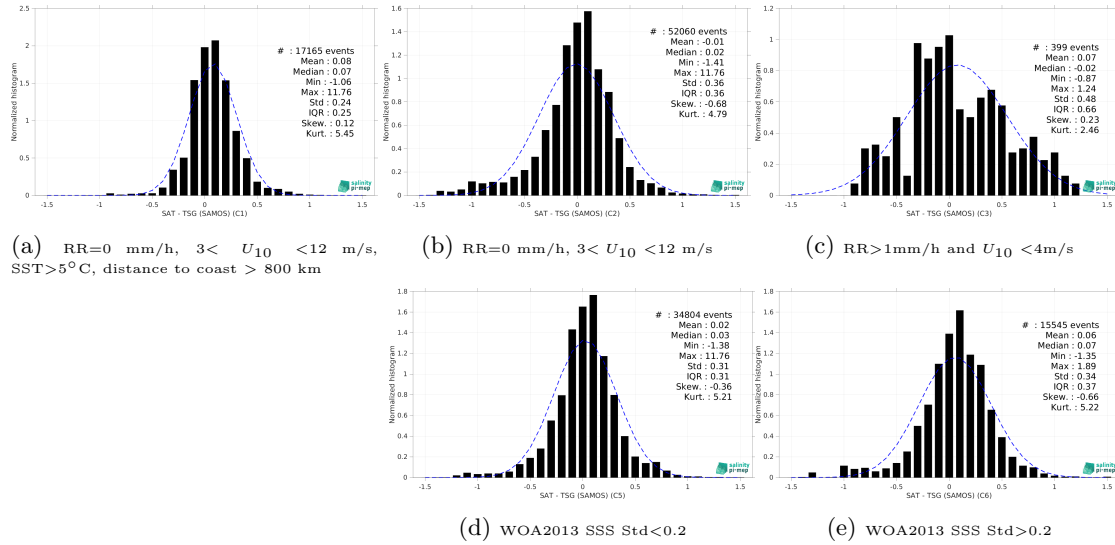 Normalized histogram
2.5
2
1.5
1
0.5
0
-1.5
-1
-0.5
0
0.5
1
1.5
# : 17165 events
Mean : 0.08
Median : 0.07
Min : -1.06
Max : 11.76
Std : 0.24
IQR : 0.25
Skew. : 0.12
Kurt. : 5.45
salinity
pi-mep
SAT - TSG (SAMOS) (C1)
(a) RR=0 mm/h, 3< U10 <12 m/s,
SST>5°C, distance to coast > 800 km
Normalized histogram
1.6
1.4
1.2
1
0.8
0.6
0.4
0.2
0
-1.5
-1
-0.5
0
0.5
1
1.5
# : 52060 events
Mean : -0.01
Median : 0.02
Min : -1.41
Max : 11.76
Std : 0.36
IQR : 0.36
Skew. : -0.68
Kurt. : 4.79
salinity
pi-mep
SAT - TSG (SAMOS) (C2)
(b) RR=0 mm/h, 3< U10 <12 m/s
Normalized histogram
1.2
1
0.8
0.6
0.4
0.2
0
-1.5
-1
-0.5
0
0.5
1
1.5
# : 399 events
Mean : 0.07
Median : -0.02
Min : -0.87
Max : 1.24
Std : 0.48
IQR : 0.66
Skew. : 0.23
Kurt. : 2.46
salinity
pi-mep
SAT - TSG (SAMOS) (C3)
(c) RR>1mm/h and U10 <4m/s
Normalized histogram
1.8
1.6
1.4
1.2
1
0.8
0.6
0.4
0.2
0
-1.5
-1
-0.5
0
0.5
1
1.5
# : 34804 events
Mean : 0.02
Median : 0.03
Min : -1.38
Max : 11.76
Std : 0.31
IQR : 0.31
Skew. : -0.36
Kurt. : 5.21
salinity
pi-mep
SAT - TSG (SAMOS) (C5)
(d) WOA2013 SSS Std<0.2
Normalized histogram
1.8
1.6
1.4
1.2
1
0.8
0.6
0.4
0.2
0
-1.5
-1
-0.5
0
0.5
1
1.5
# : 15545 events
Mean : 0.06
Median : 0.07
Min : -1.35
Max : 1.89
Std : 0.34
IQR : 0.37
Skew. : -0.66
Kurt. : 5.22
salinity
pi-mep
SAT - TSG (SAMOS) (C6)
(e) WOA2013 SSS Std>0.2